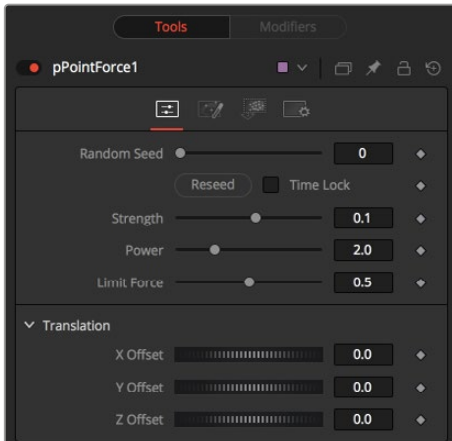 Tools Modifiers
pPointForce1
Random Seed 0
Reseed Time Lock
Strength 0.1
Power 2.0
Limit Force 0.5
Translation
X Offset 0.0
Y Offset 0.0
Z Offset 0.0